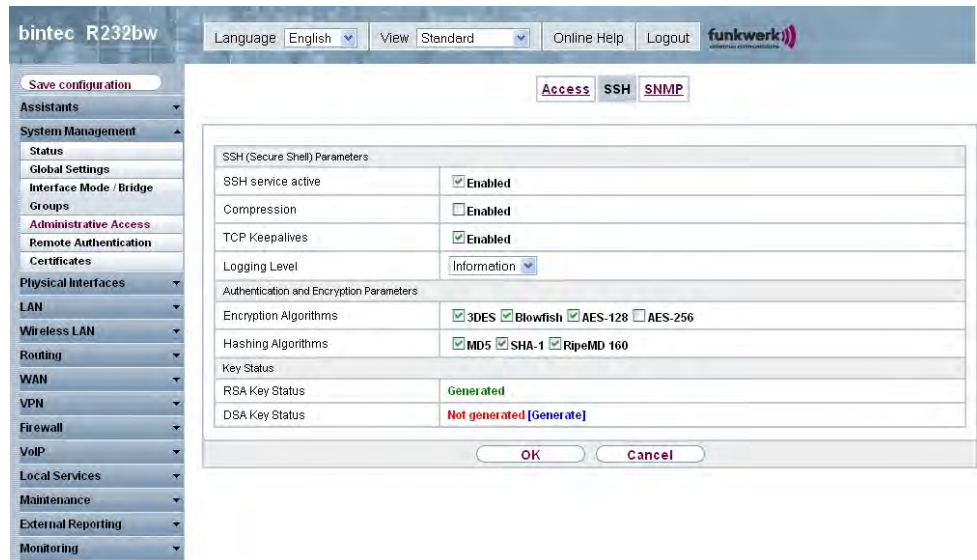 bintec R232bw
Language English View Standard Online Help Logout funkwerk
Save configuration
Assistants
System Management
Status
Global Settings
Interface Mode / Bridge
Groups
Administrative Access
Remote Authentication
Certificates
Physical Interfaces
LAN
Wireless LAN
Routing
WAN
VPN
Firewall
VoIP
Local Services
Maintenance
External Reporting
Monitoring
Access SSH SNMP
SSH (Secure Shell) Parameters
SSH service active Enabled
Compression Enabled
TCP Keepalives Enabled
Logging Level Information
Authentication and Encryption Parameters
Encryption Algorithms 3DES Blowfish AES-128 AES-256
Hashing Algorithms MD5 SHA-1 RipeMD 160
Key Status
RSA Key Status Generated
DSA Key Status Not generated [Generate]
OK Cancel